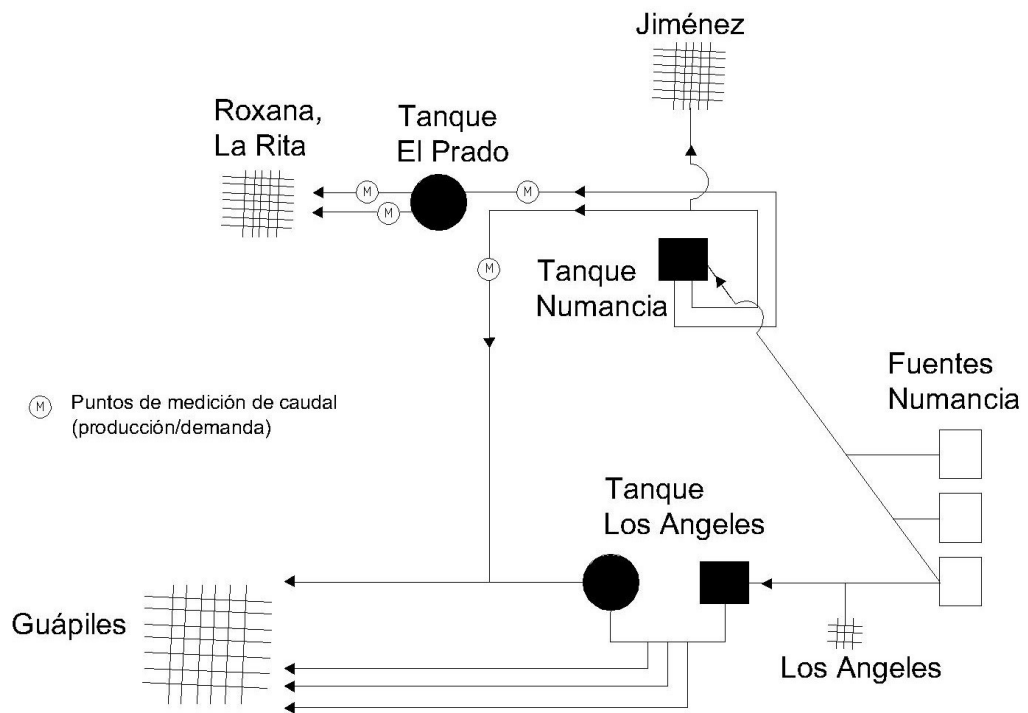 Jiménez
Roxana,
La Rita
Tanque
El Prado
M
M
M
M
Tanque
Numancia
Fuentes
Numancia
M Puntos de medición de caudal
(producción/demanda)
Tanque
Los Angeles
Guápiles
Los Angeles